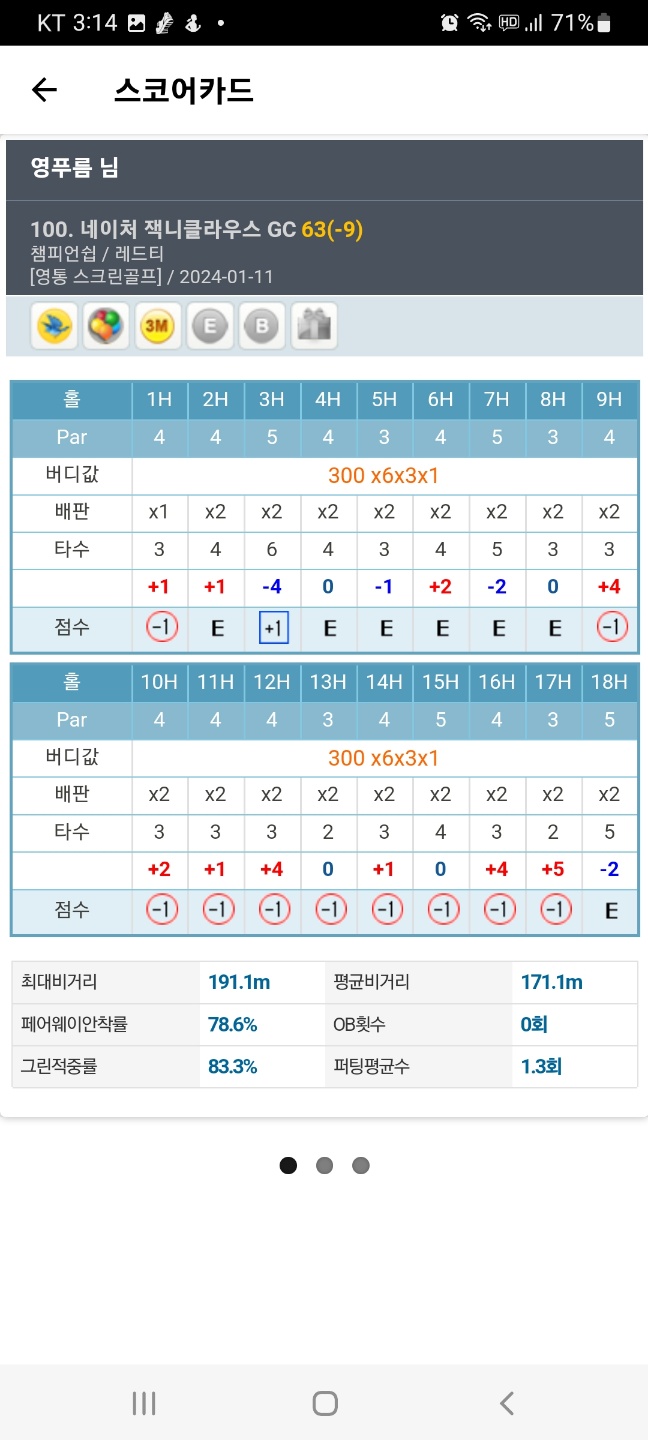 KT 3:14 HD 71%
스코어카드
영푸름 님
100. 네이처 잭니클라우스 GC 63(-9)
챔피언쉽 / 레드티
[영통 스크린골프] / 2024-01-11
3M E B
홀 1H 2H 3H 4H 5H 6H 7H 8H 9H
Par 4 4 5 4 3 4 5 3 4
버디값 300 x6x3x1
배판 x1 x2 x2 x2 x2 x2 x2 x2 x2
타수 3 4 6 4 3 4 5 3 3
+1 +1 -4 0 -1 +2 -2 0 +4
점수 -1 E +1 E E E E E -1
홀 10H 11H 12H 13H 14H 15H 16H 17H 18H
Par 4 4 4 3 4 5 4 3 5
버디값 300 x6x3x1
배판 x2 x2 x2 x2 x2 x2 x2 x2 x2
타수 3 3 3 2 3 4 3 2 5
+2 +1 +4 0 +1 0 +4 +5 -2
점수 -1 -1 -1 -1 -1 -1 -1 -1 E
최대비거리 191.1m 평균비거리 171.1m
페어웨이안착률 78.6% OB횟수 0회
그린적중률 83.3% 퍼팅평균수 1.3회